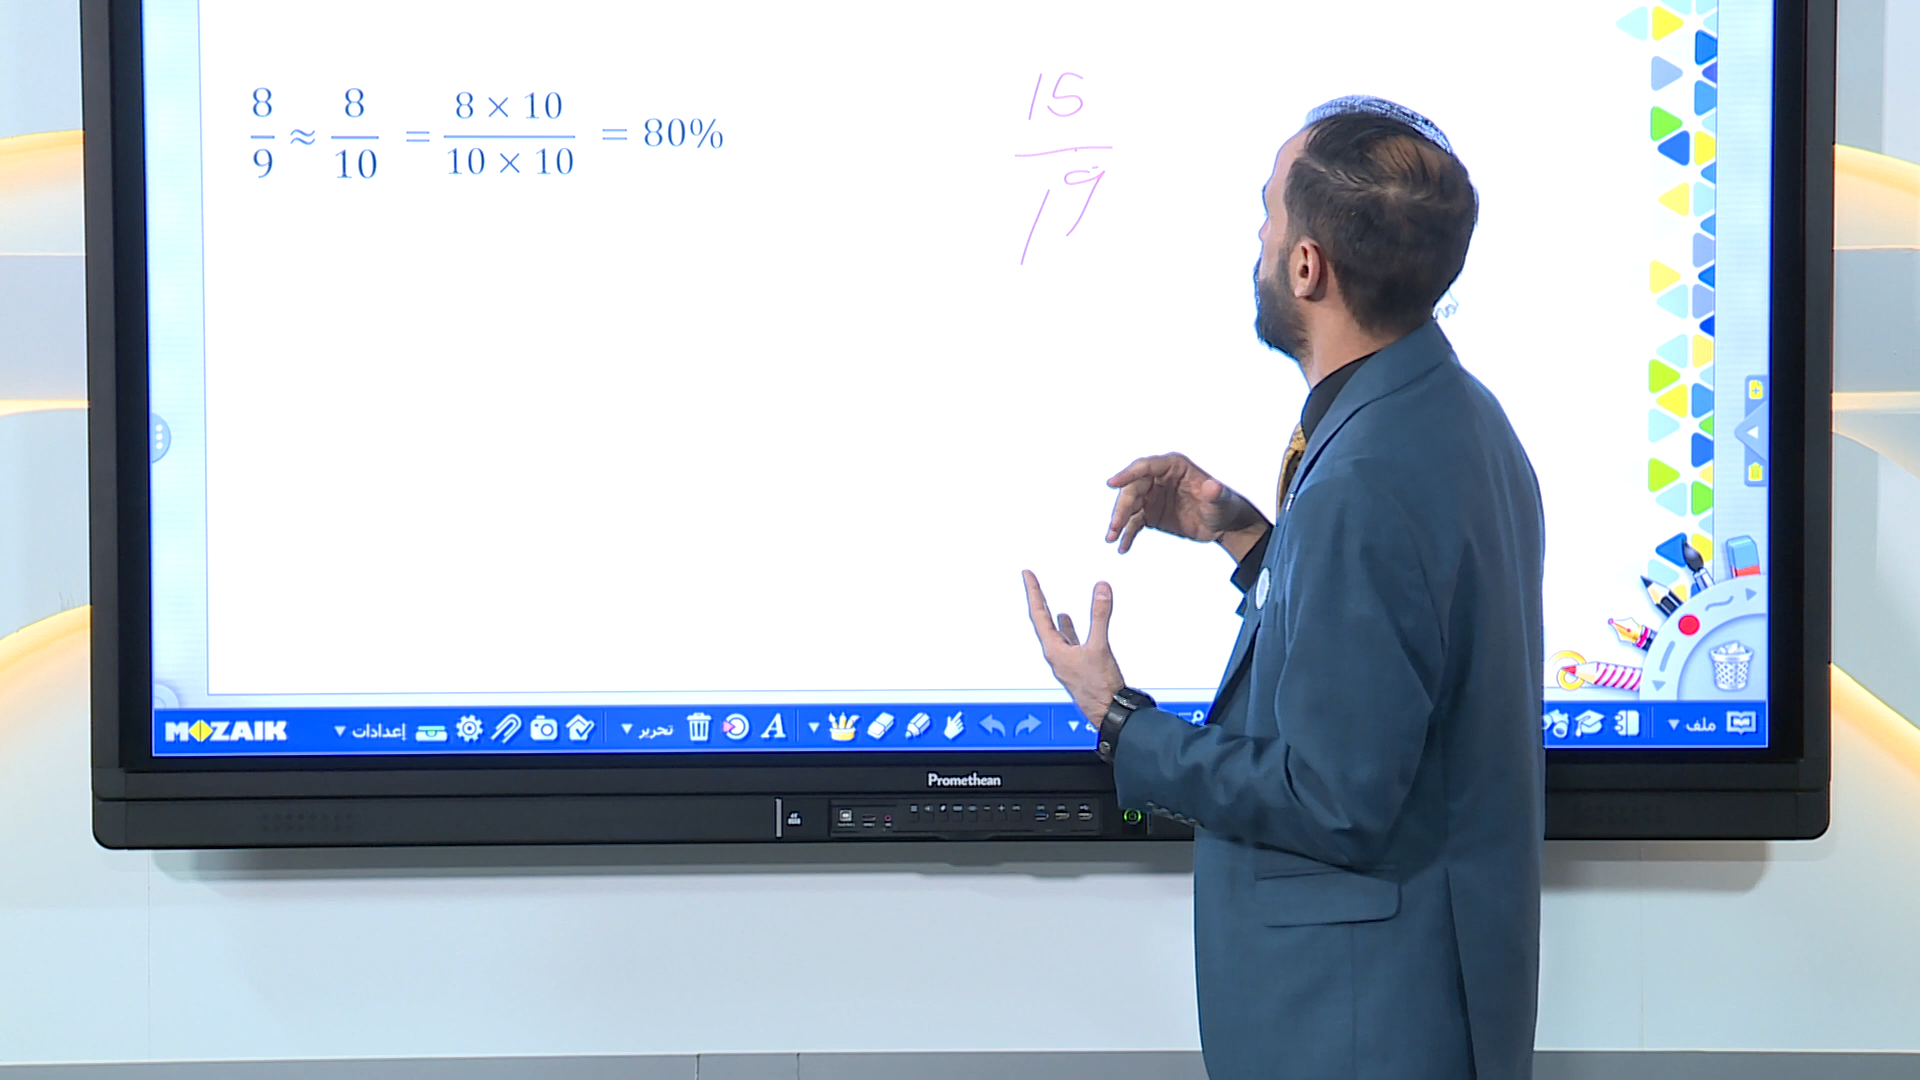 8/9 ≈ 8/10 = 8 × 10/10 × 10 = 80%
15/19
MOZAIK
إعدادات
تحرير
A
ملف
Promethean